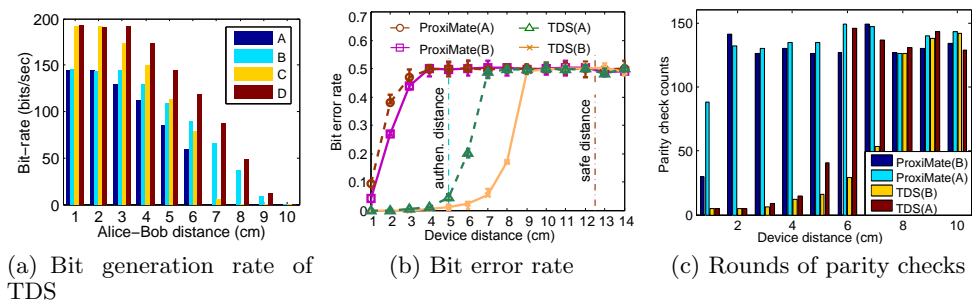 200
150
100
50
0
Bit-rate (bits/sec)
A
B
C
D
1 2 3 4 5 6 7 8 9 10
Alice-Bob distance (cm)
(a) Bit generation rate of
TDS
0.7
0.6
0.5
0.4
0.3
0.2
0.1
0
Bit error rate
ProxiMate(A)
TDS(A)
ProxiMate(B)
TDS(B)
authen. distance
safe distance
1 2 3 4 5 6 7 8 9 10 11 12 13 14
Device distance (cm)
(b) Bit error rate
150
100
50
0
Parity check counts
ProxiMate(B)
ProxiMate(A)
TDS(B)
TDS(A)
2 4 6 8 10
Device distance (cm)
(c) Rounds of parity checks